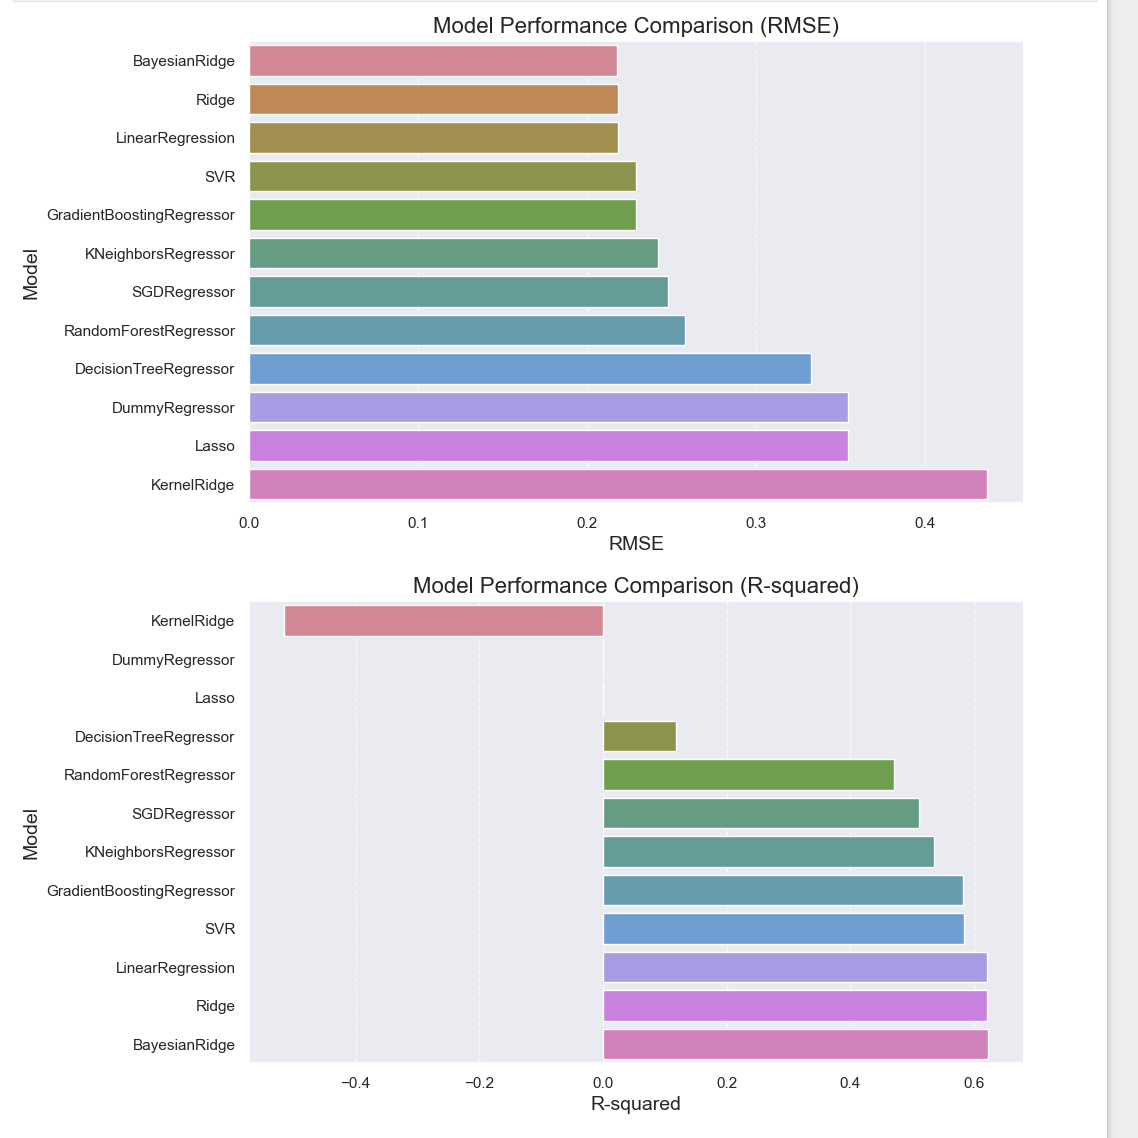 Model Performance Comparison (RMSE)
BayesianRidge
Ridge
LinearRegression
SVR
GradientBoostingRegressor
KNeighborsRegressor
SGDRegressor
RandomForestRegressor
DecisionTreeRegressor
DummyRegressor
Lasso
KernelRidge
Model
0.0 0.1 0.2 0.3 0.4
RMSE
Model Performance Comparison (R-squared)
KernelRidge
DummyRegressor
Lasso
DecisionTreeRegressor
RandomForestRegressor
SGDRegressor
KNeighborsRegressor
GradientBoostingRegressor
SVR
LinearRegression
Ridge
BayesianRidge
Model
−0.4 −0.2 0.0 0.2 0.4 0.6
R-squared